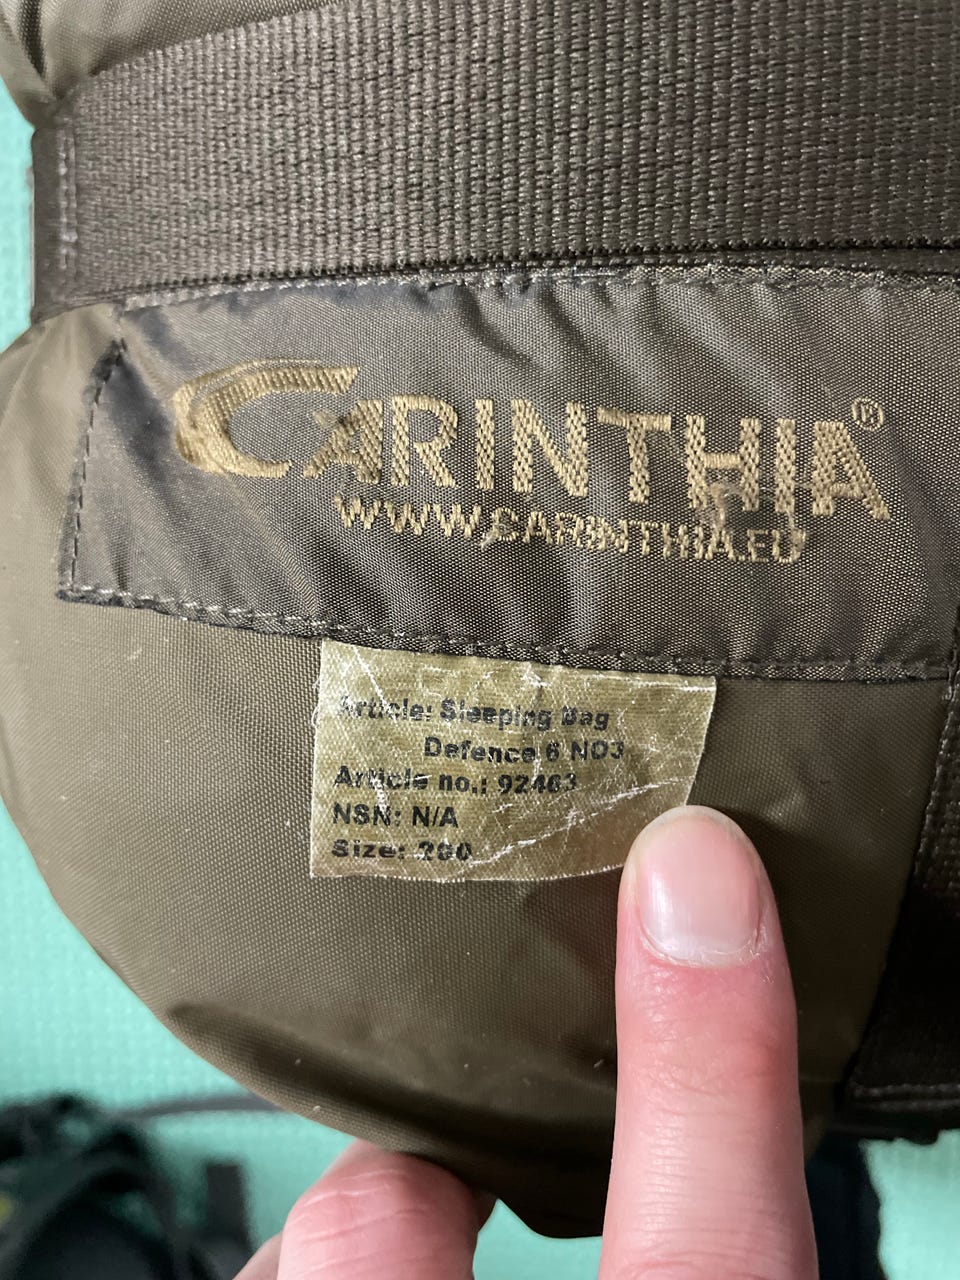 CARINTHIA®
WWW.CARINTHIA.EU
Article: Sleeping Bag
Defence 6 NO3
Article no.: 92463
NSN: N/A
Size: 200